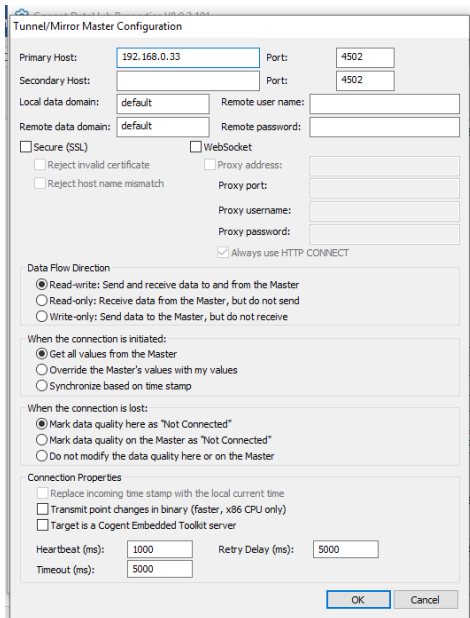 Tunnel/Mirror Master Configuration
Primary Host: 192.168.0.33 Port: 4502
Secondary Host: Port: 4502
Local data domain: default Remote user name:
Remote data domain: default Remote password:
Secure (SSL) WebSocket
Reject invalid certificate Proxy address:
Reject host name mismatch Proxy port:
Proxy username:
Proxy password:
Always use HTTP CONNECT
Data Flow Direction
Read-write: Send and receive data to and from the Master
Read-only: Receive data from the Master, but do not send
Write-only: Send data to the Master, but do not receive
When the connection is initiated:
Get all values from the Master
Override the Master's values with my values
Synchronize based on time stamp
When the connection is lost:
Mark data quality here as "Not Connected"
Mark data quality on the Master as "Not Connected"
Do not modify the data quality here or on the Master
Connection Properties
Replace incoming time stamp with the local current time
Transmit point changes in binary (faster, x86 CPU only)
Target is a Cogent Embedded Toolkit server
Heartbeat (ms): 1000 Retry Delay (ms): 5000
Timeout (ms): 5000
OK Cancel